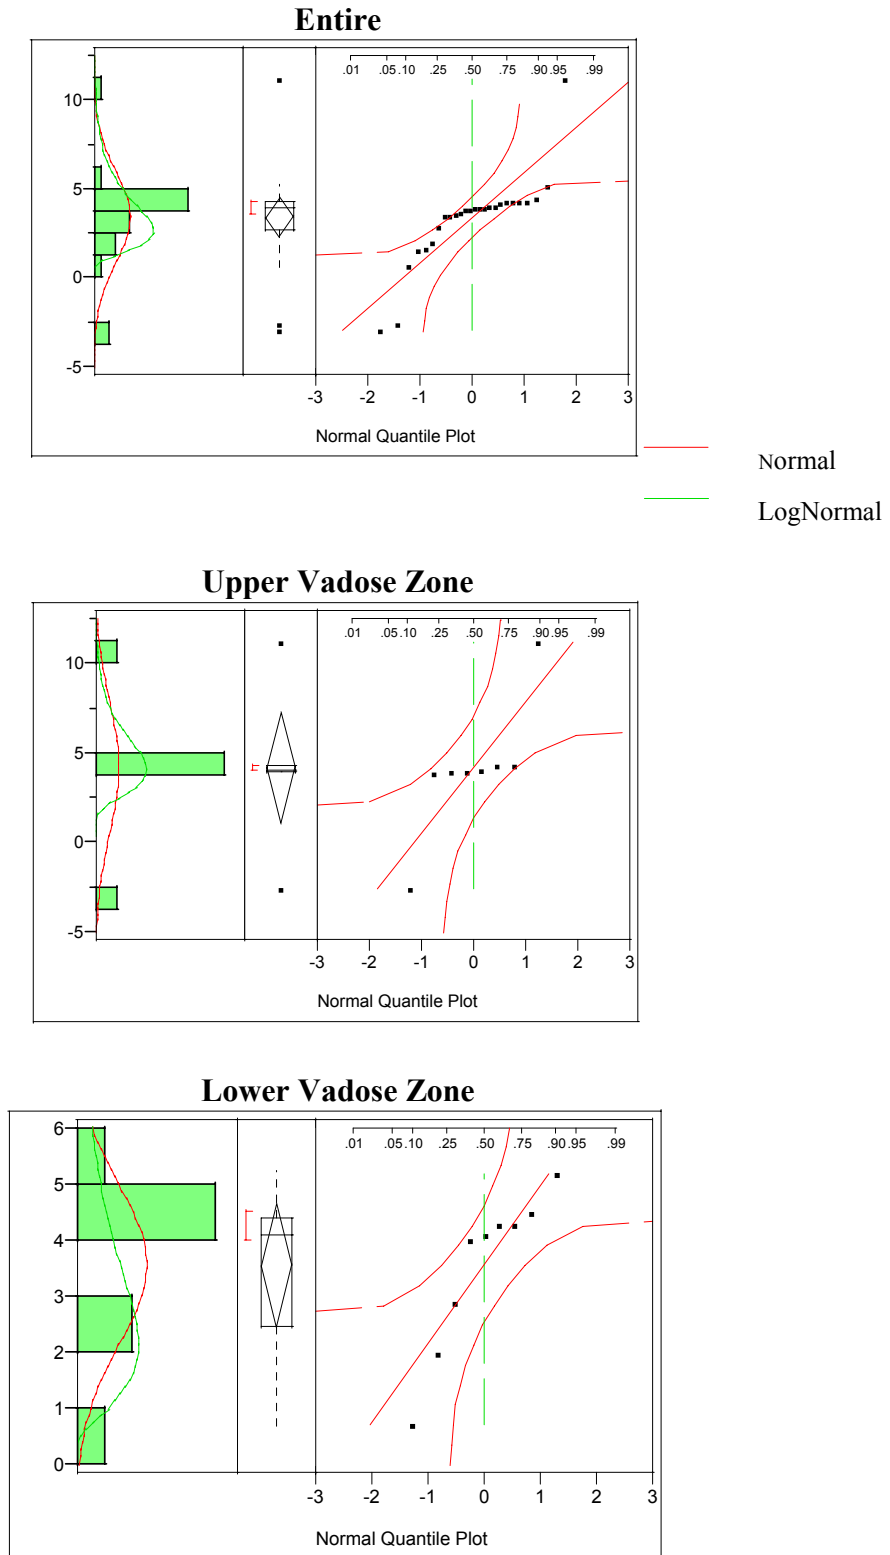 Entire
.01 .05 .10 .25 .50 .75 .90 .95 .99
10
5
0
-5
-3 -2 -1 0 1 2 3
Normal Quantile Plot
Normal
LogNormal
Upper Vadose Zone
.01 .05 .10 .25 .50 .75 .90 .95 .99
10
5
0
-5
-3 -2 -1 0 1 2 3
Normal Quantile Plot
Lower Vadose Zone
6
.01 .05 .10 .25 .50 .75 .90 .95 .99
5
4
3
2
1
0
-3 -2 -1 0 1 2 3
Normal Quantile Plot